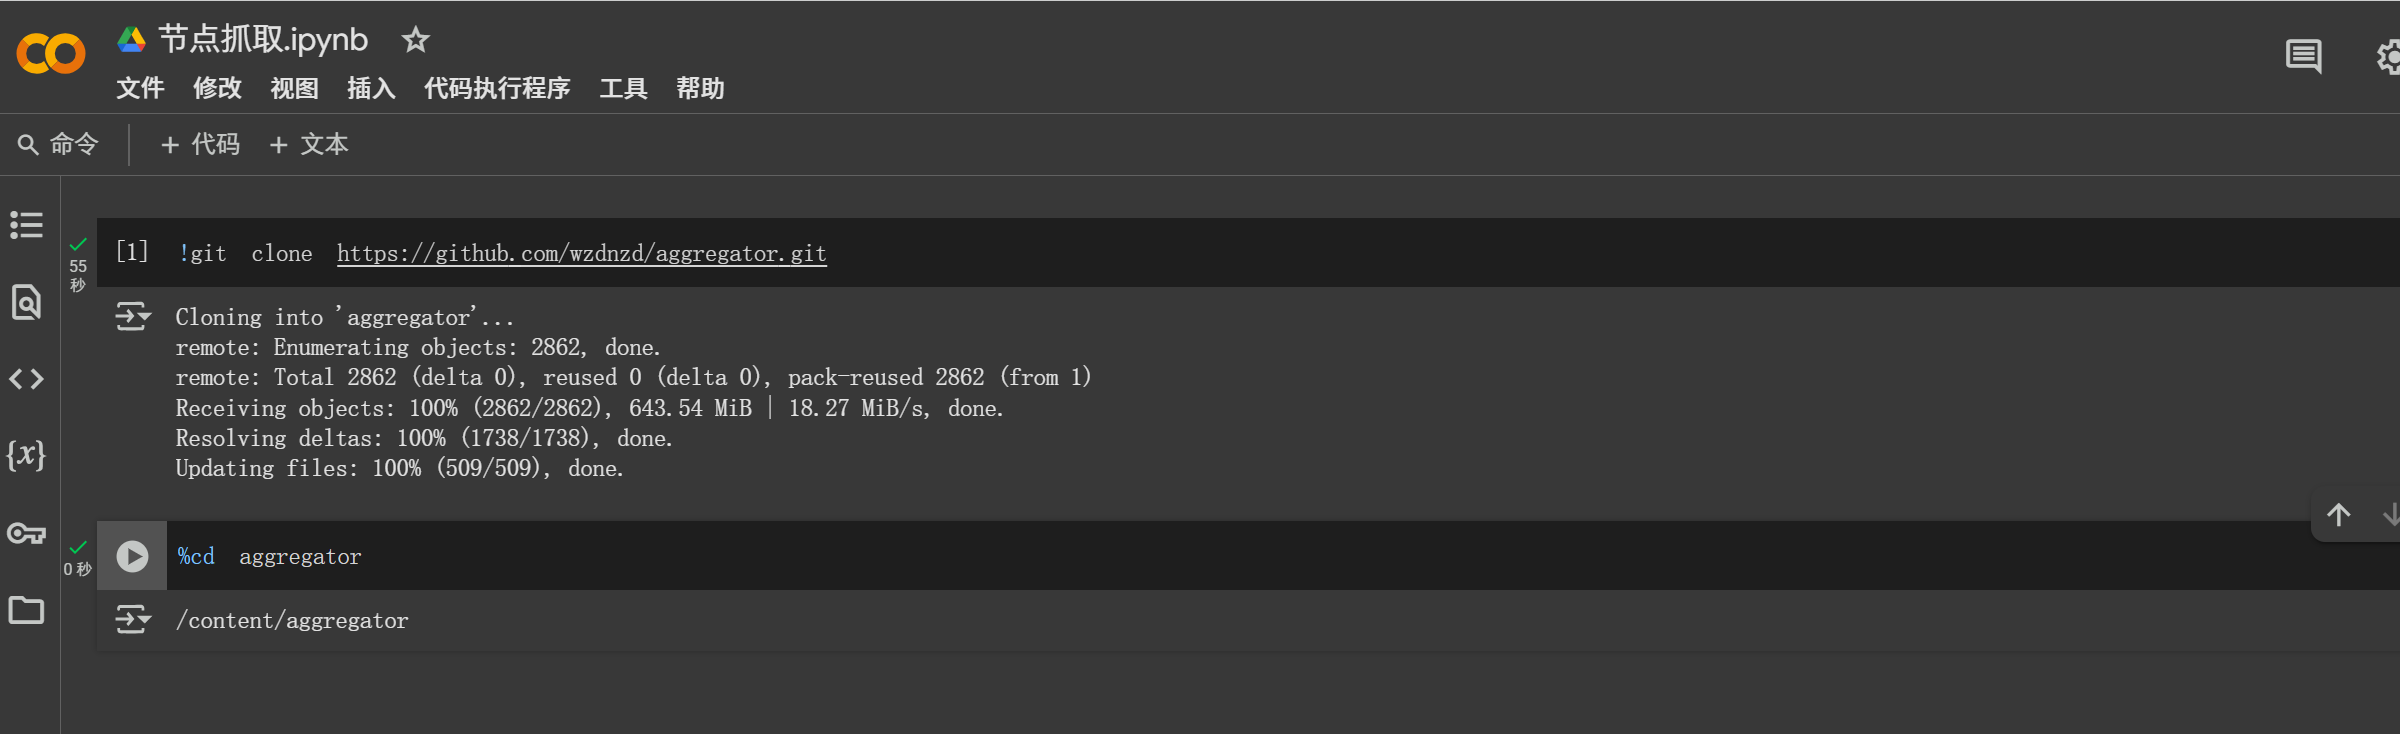 节点抓取.ipynb
文件 修改 视图 插入 代码执行程序 工具 帮助
命令 + 代码 + 文本
[1] !git clone https://github.com/wzdnzd/aggregator.git
55
秒
Cloning into 'aggregator'...
remote: Enumerating objects: 2862, done.
remote: Total 2862 (delta 0), reused 0 (delta 0), pack-reused 2862 (from 1)
Receiving objects: 100% (2862/2862), 643.54 MiB | 18.27 MiB/s, done.
Resolving deltas: 100% (1738/1738), done.
Updating files: 100% (509/509), done.
%cd aggregator
0 秒
/content/aggregator